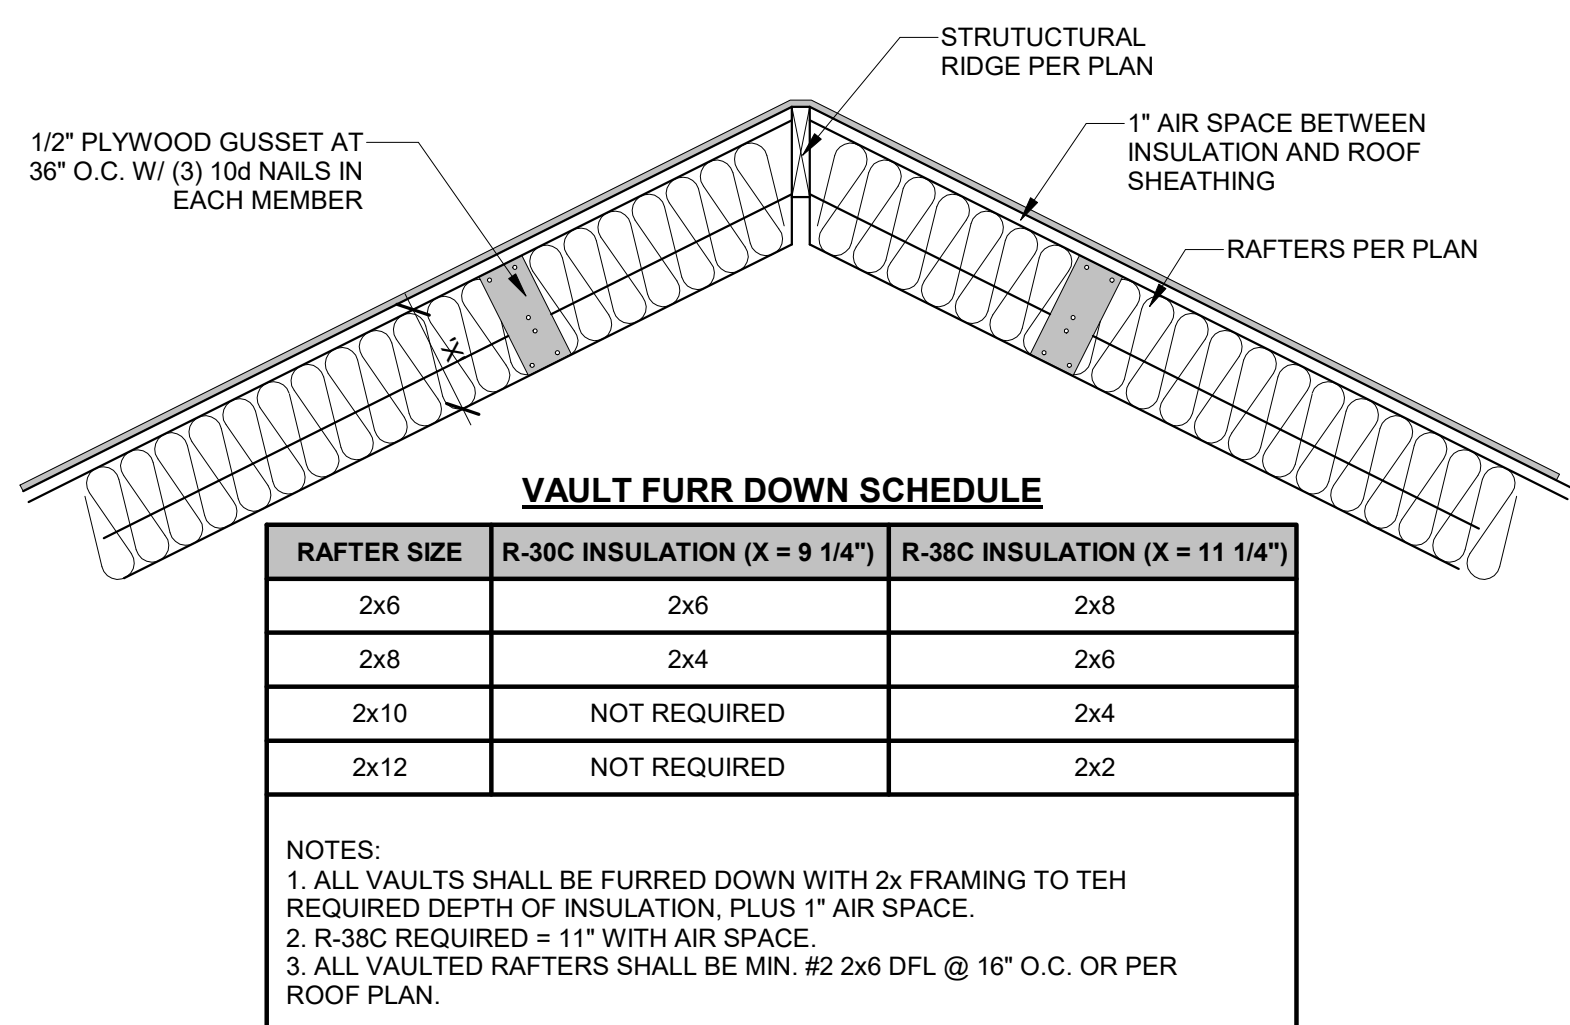 STRUTUCTURAL
RIDGE PER PLAN
1/2" PLYWOOD GUSSET AT
36" O.C. W/ (3) 10d NAILS IN
EACH MEMBER
1" AIR SPACE BETWEEN
INSULATION AND ROOF
SHEATHING
RAFTERS PER PLAN
'X'
VAULT FURR DOWN SCHEDULE
RAFTER SIZE R-30C INSULATION (X = 9 1/4") R-38C INSULATION (X = 11 1/4")
2x6 2x6 2x8
2x8 2x4 2x6
2x10 NOT REQUIRED 2x4
2x12 NOT REQUIRED 2x2
NOTES:
1. ALL VAULTS SHALL BE FURRED DOWN WITH 2x FRAMING TO TEH
REQUIRED DEPTH OF INSULATION, PLUS 1" AIR SPACE.
2. R-38C REQUIRED = 11" WITH AIR SPACE.
3. ALL VAULTED RAFTERS SHALL BE MIN. #2 2x6 DFL @ 16" O.C. OR PER
ROOF PLAN.